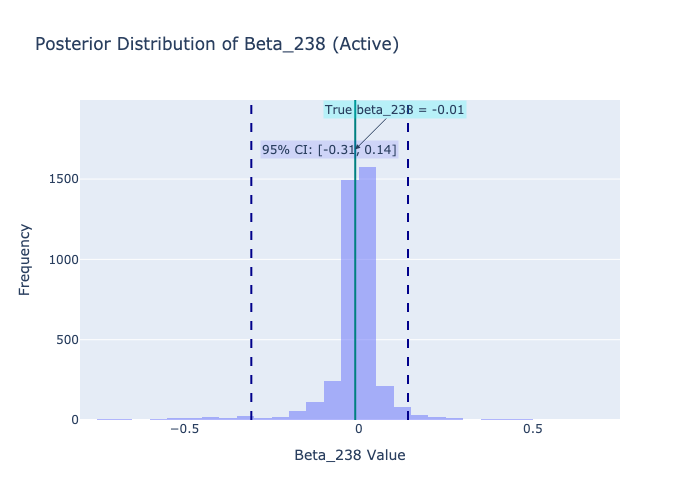 Posterior Distribution of Beta_238 (Active)
True beta_238 = -0.01
95% CI: [-0.31, 0.14]
1500
1000
500
0
Frequency
−0.5
0
0.5
Beta_238 Value